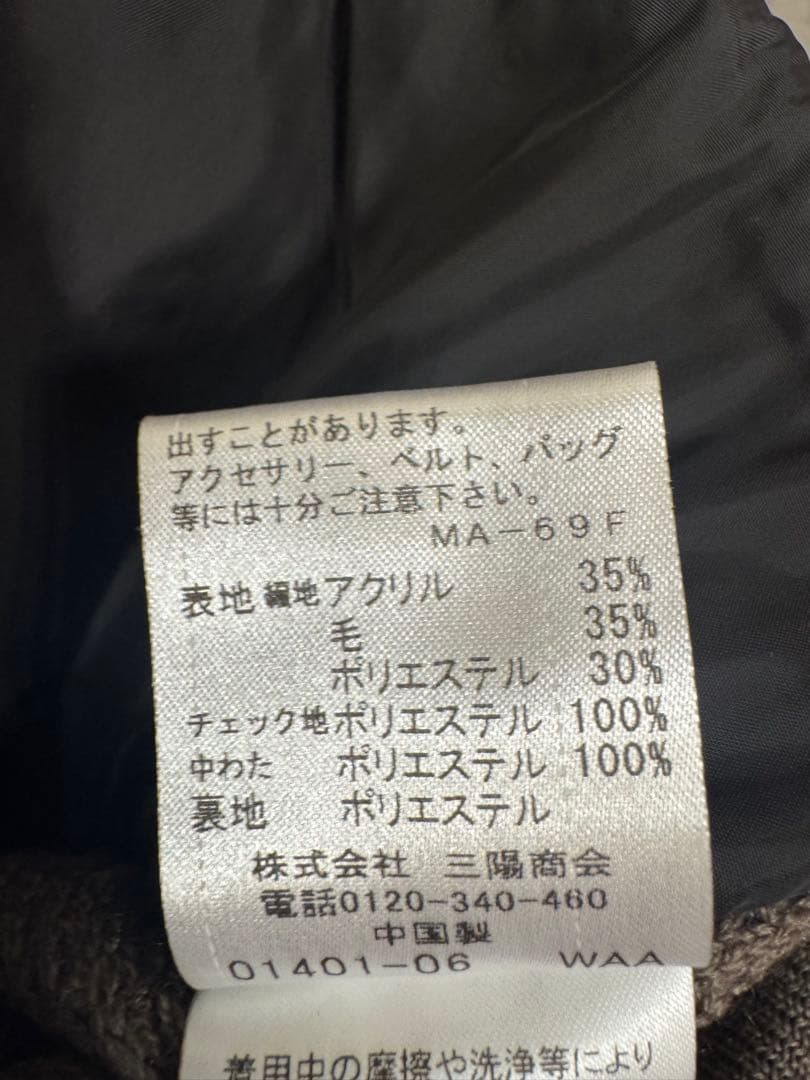 出すことがあります。
アクセサリー、ベルト、バッグ
等には十分ご注意下さい。
MA-69F
表地 編地 アクリル 35%
毛 35%
ポリエステル 30%
チェック地 ポリエステル 100%
中わた ポリエステル 100%
裏地 ポリエステル
株式会社 三陽商会
電話0120-340-460
中国製
01401-06 WAA
着用中の摩擦や洗浄等により